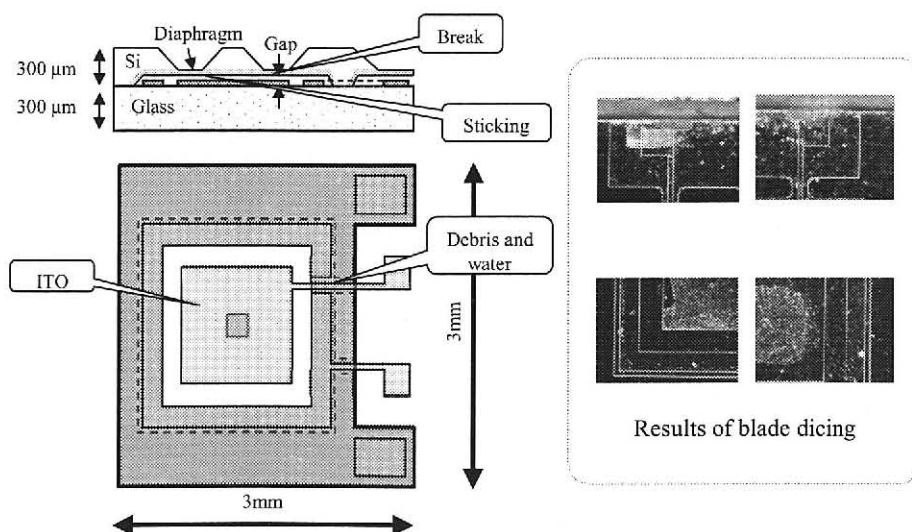 Diaphragm
Gap
Break
Si
300 μm
300 μm
Glass
Sticking
ITO
Debris and
water
3mm
3mm
Results of blade dicing